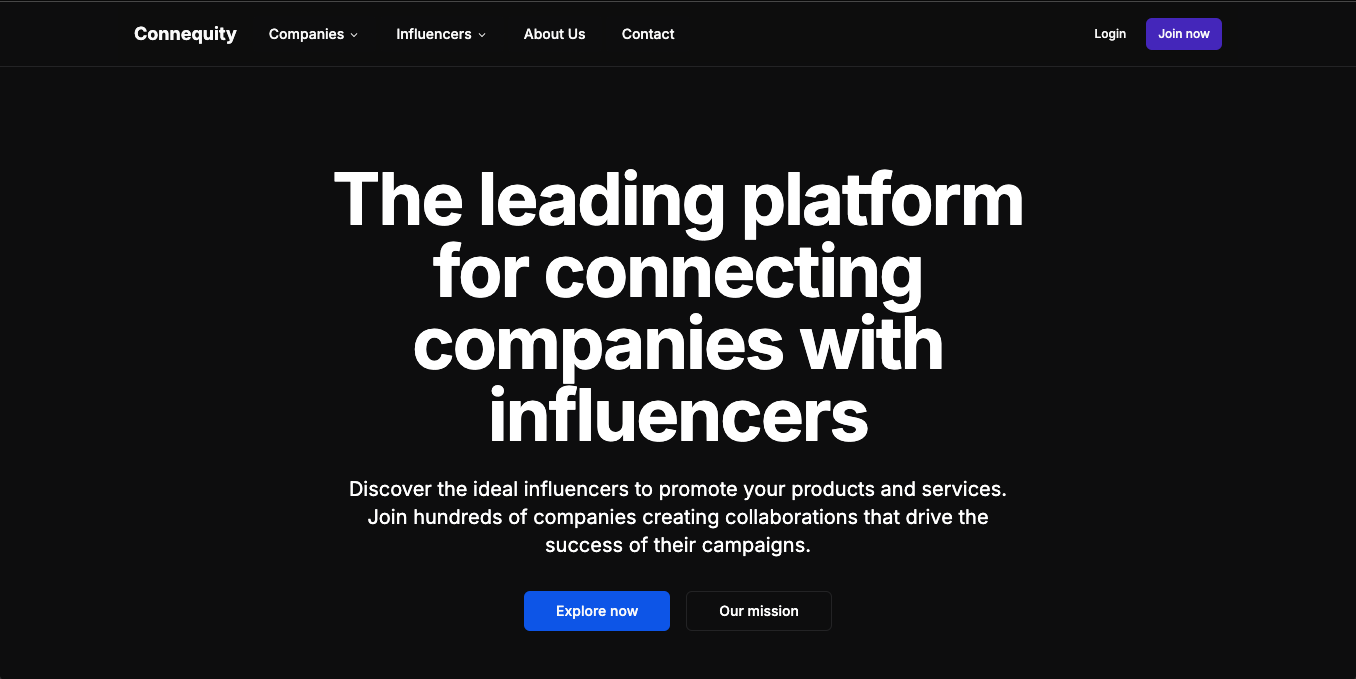 Connequity Companies Influencers About Us Contact Login Join now
The leading platform
for connecting
companies with
influencers
Discover the ideal influencers to promote your products and services.
Join hundreds of companies creating collaborations that drive the
success of their campaigns.
Explore now Our mission